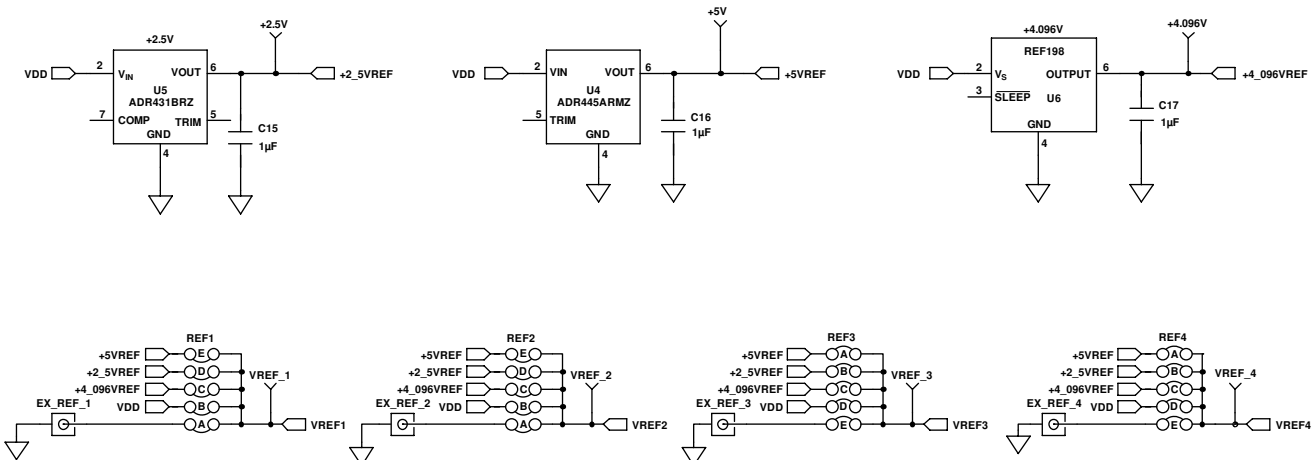 +2.5V
+2.5V
VDD
2
VIN
VOUT
6
+2_5VREF
U5
ADR431BRZ
7
COMP
TRIM
5
GND
4
C15
1µF
+5V
VDD
2
VIN
VOUT
6
+5VREF
U4
ADR445ARMZ
5
TRIM
GND
4
C16
1µF
+4.096V
+4.096V
REF198
VDD
2
VS
OUTPUT
6
+4_096VREF
3
SLEEP
U6
GND
4
C17
1µF
REF1
+5VREF
E
+2_5VREF
D
VREF_1
+4_096VREF
C
EX_REF_1
VDD
B
A
VREF1
REF2
+5VREF
E
+2_5VREF
D
VREF_2
+4_096VREF
C
EX_REF_2
VDD
B
A
VREF2
REF3
+5VREF
A
+2_5VREF
B
VREF_3
+4_096VREF
C
EX_REF_3
VDD
D
E
VREF3
REF4
+5VREF
A
+2_5VREF
B
VREF_4
+4_096VREF
C
EX_REF_4
VDD
D
E
VREF4